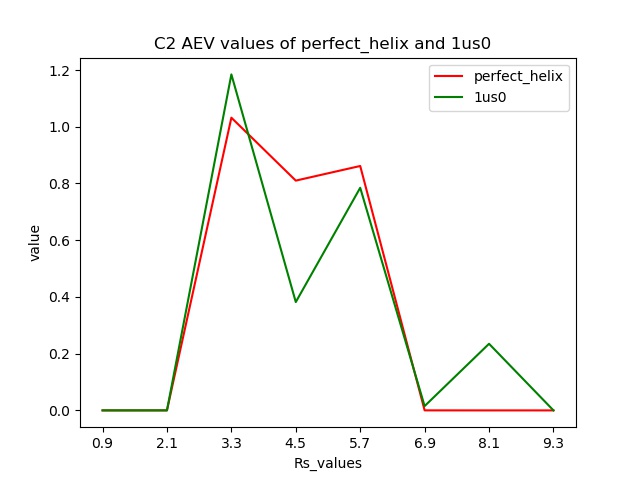 C2 AEV values of perfect_helix and 1us0
perfect_helix
1us0
value
1.2
1.0
0.8
0.6
0.4
0.2
0.0
0.9 2.1 3.3 4.5 5.7 6.9 8.1 9.3
Rs_values